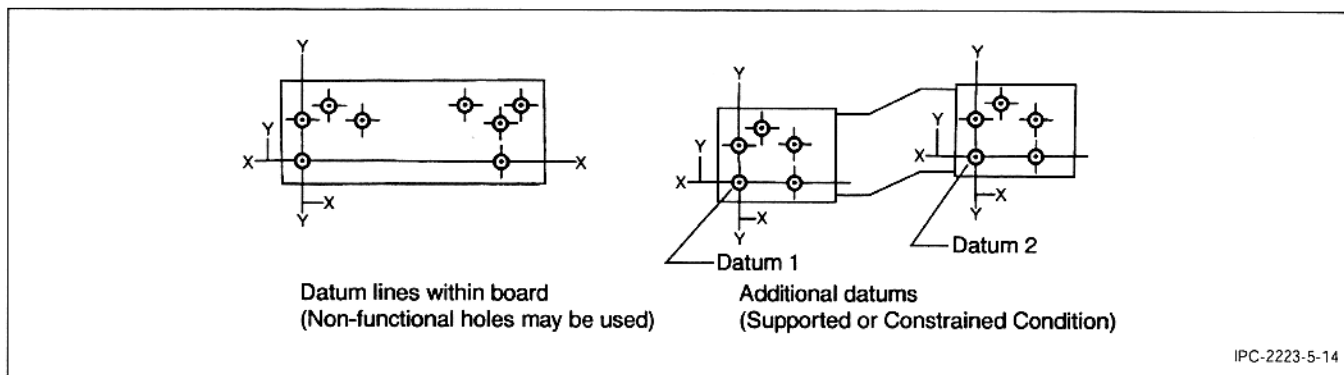 Y
Y
Y
Y
Y
Y
X
X
X
X
X
X
Y
Y
Y
Datum 1
Datum 2
Datum lines within board
(Non-functional holes may be used)
Additional datums
(Supported or Constrained Condition)
IPC-2223-5-14